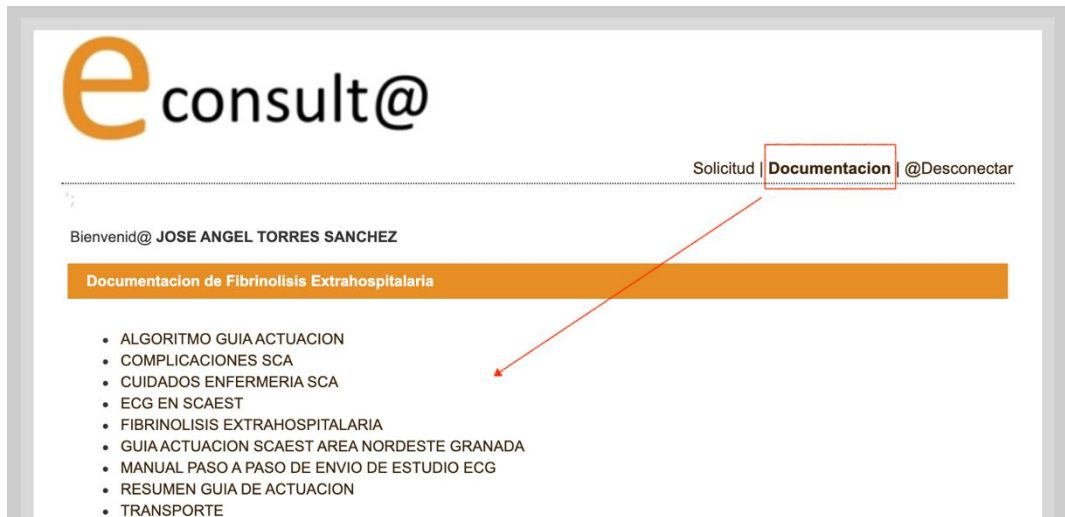 econsult@
Solicitud | Documentacion | @Desconectar
';
Bienvenid@ JOSE ANGEL TORRES SANCHEZ
Documentacion de Fibrinolisis Extrahospitalaria
• ALGORITMO GUIA ACTUACION
• COMPLICACIONES SCA
• CUIDADOS ENFERMERIA SCA
• ECG EN SCAEST
• FIBRINOLISIS EXTRAHOSPITALARIA
• GUIA ACTUACION SCAEST AREA NORDESTE GRANADA
• MANUAL PASO A PASO DE ENVIO DE ESTUDIO ECG
• RESUMEN GUIA DE ACTUACION
• TRANSPORTE